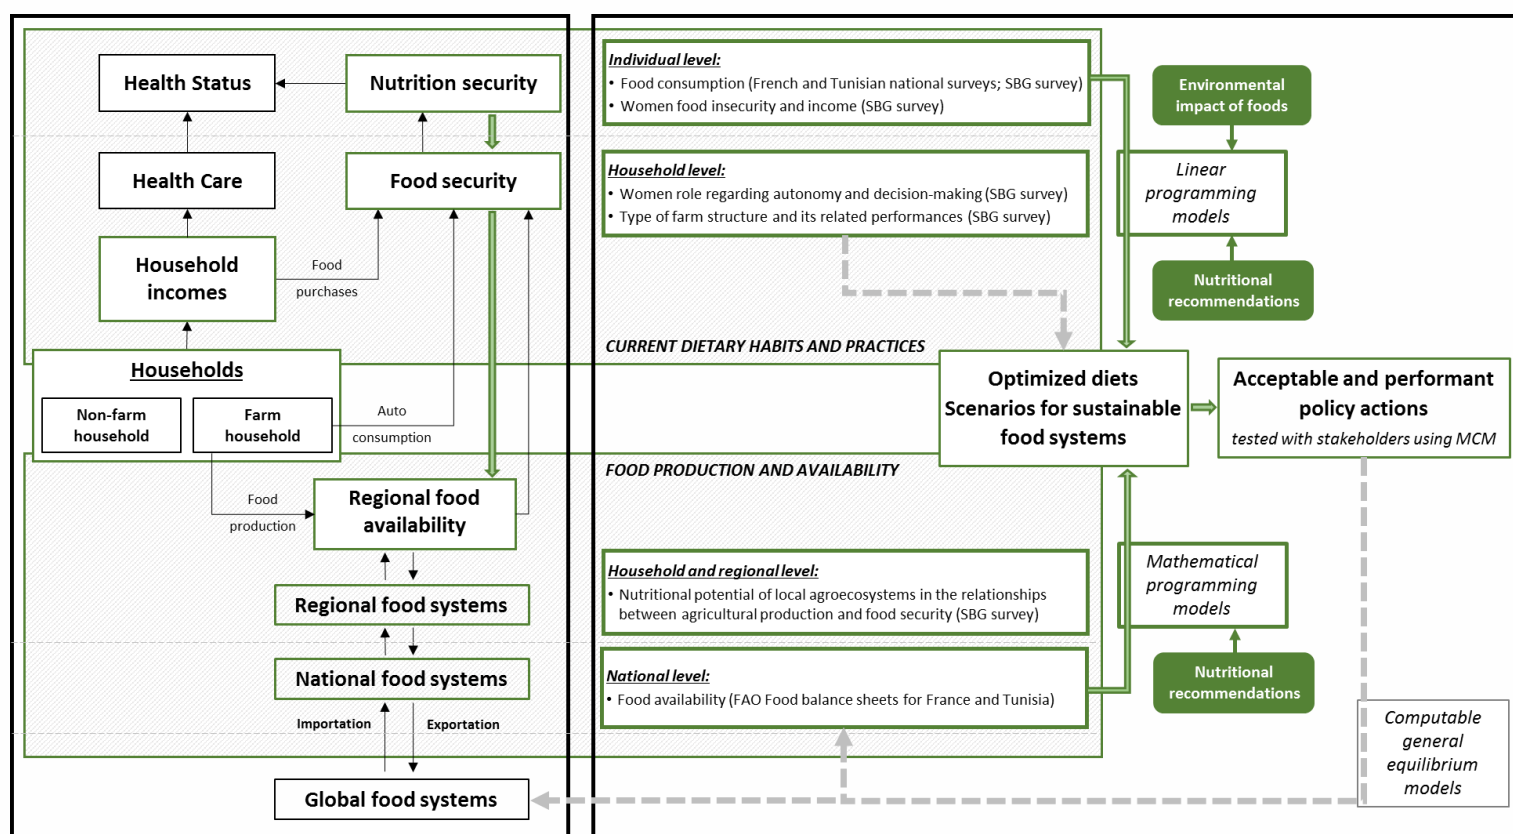 Health Status
Nutrition security
Health Care
Food security
Household
incomes
Food
purchases
Households
Non-farm
household
Farm
household
Auto
consumption
Food
production
Regional food
availability
Regional food systems
National food systems
Importation
Exportation
Global food systems
Individual level:
• Food consumption (French and Tunisian national surveys; SBG survey)
• Women food insecurity and income (SBG survey)
Household level:
• Women role regarding autonomy and decision-making (SBG survey)
• Type of farm structure and its related performances (SBG survey)
CURRENT DIETARY HABITS AND PRACTICES
FOOD PRODUCTION AND AVAILABILITY
Household and regional level:
• Nutritional potential of local agroecosystems in the relationships
between agricultural production and food security (SBG survey)
National level:
• Food availability (FAO Food balance sheets for France and Tunisia)
Environmental
impact of foods
Linear
programming
models
Nutritional
recommendations
Optimized diets
Scenarios for sustainable
food systems
Acceptable and performant
policy actions
tested with stakeholders using MCM
Mathematical
programming
models
Nutritional
recommendations
Computable
general
equilibrium
models